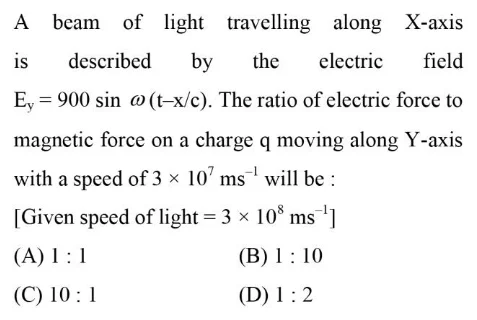 A beam of light travelling along X-axis
is described by the electric field
E_y = 900 sin ω(t–x/c). The ratio of electric force to
magnetic force on a charge q moving along Y-axis
with a speed of 3 × 10⁷ ms⁻¹ will be :
[Given speed of light = 3 × 10⁸ ms⁻¹]
(A) 1 : 1 (B) 1 : 10
(C) 10 : 1 (D) 1 : 2